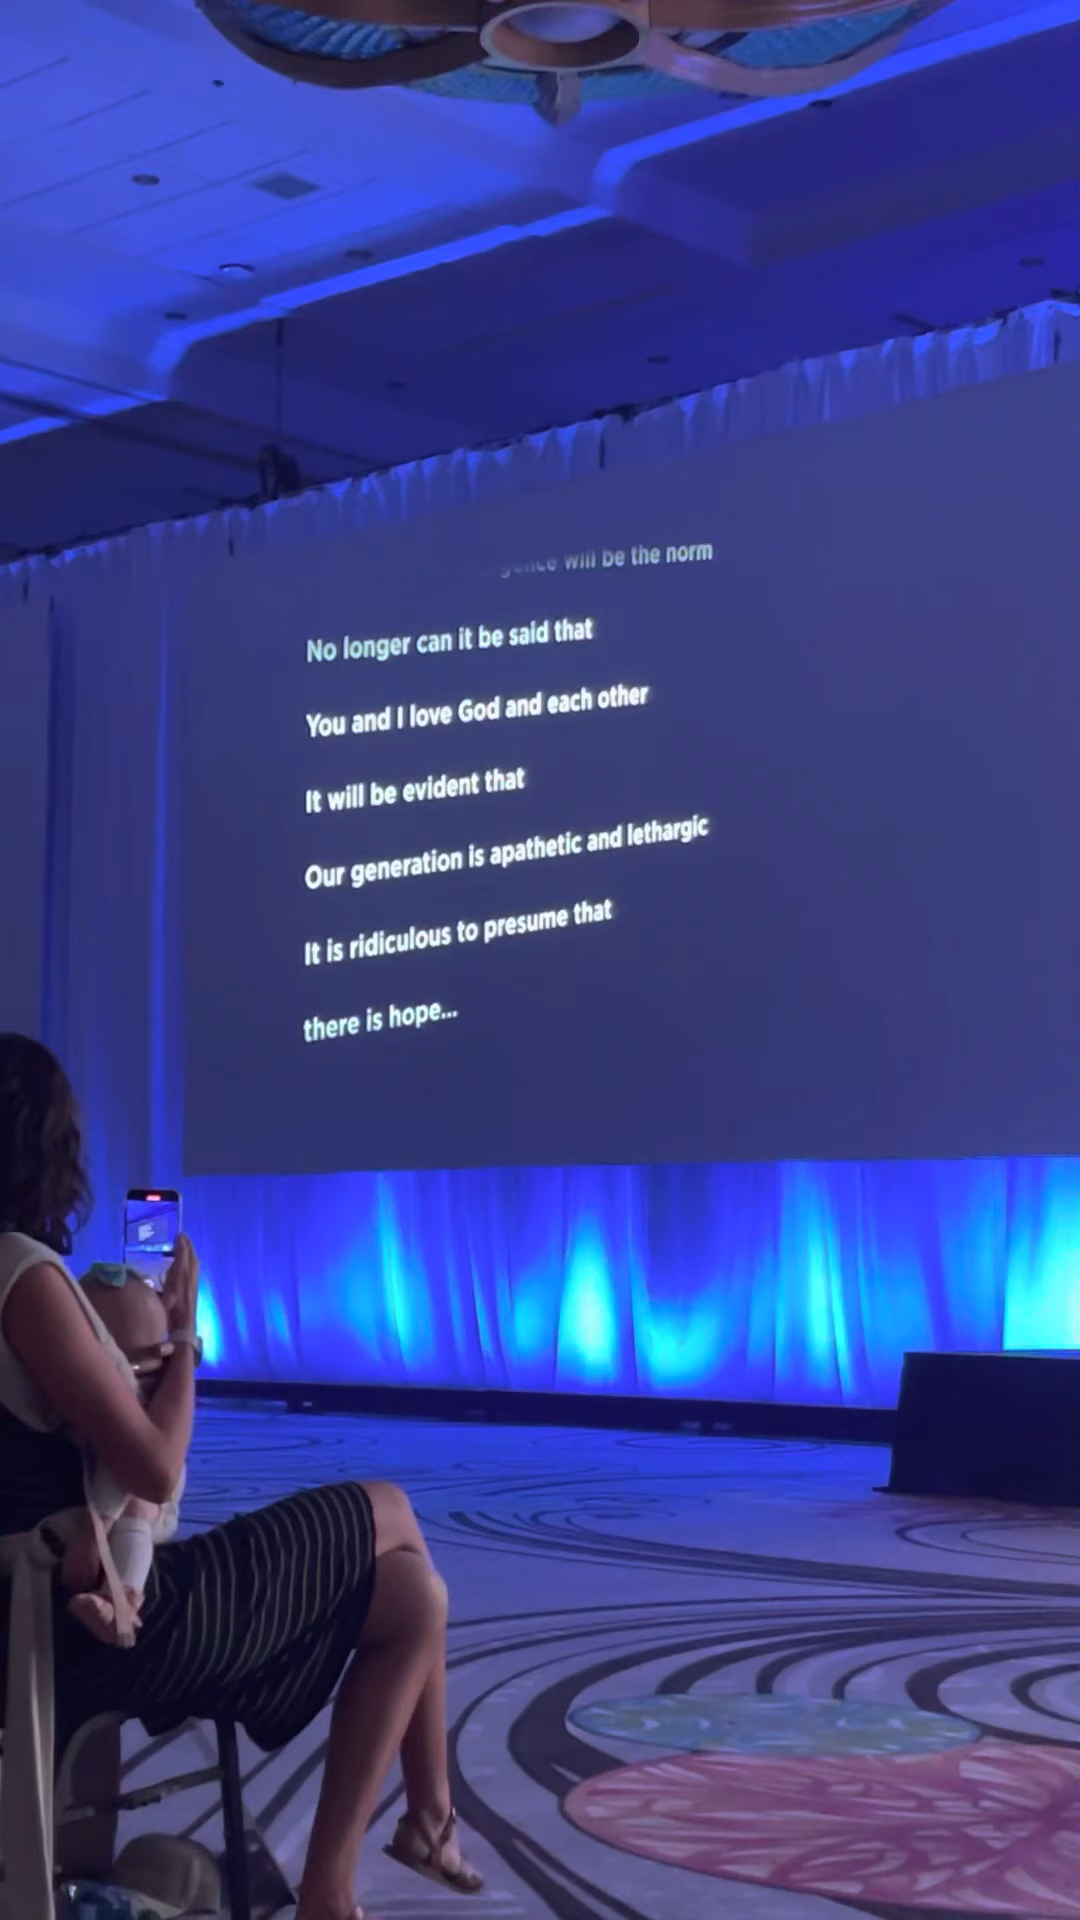 will be the norm
No longer can it be said that
You and I love God and each other
It will be evident that
Our generation is apathetic and lethargic
It is ridiculous to presume that
there is hope...